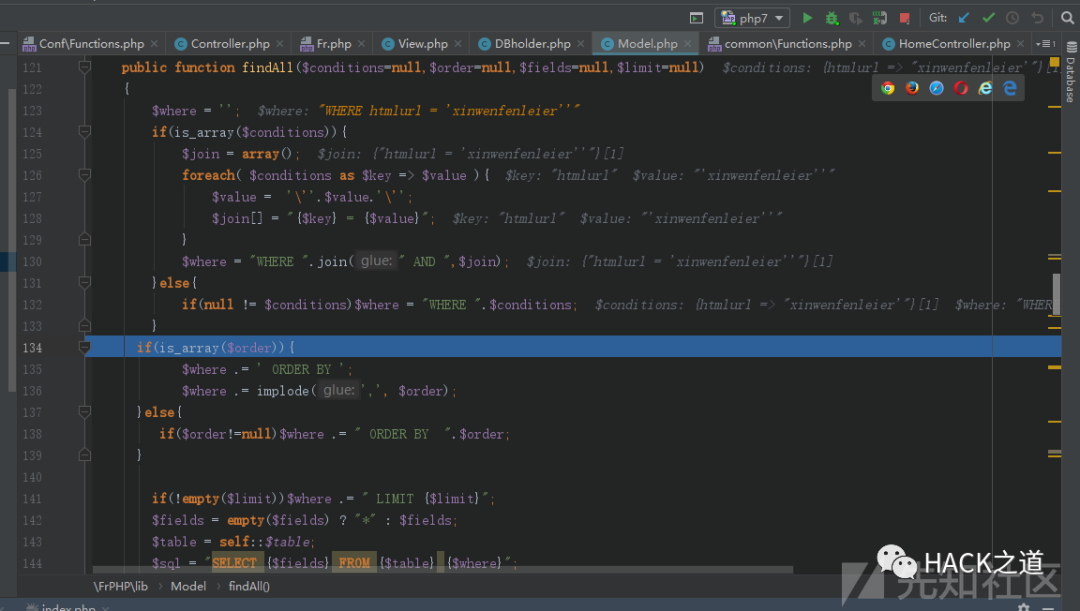 php7
Git:
Conf\Functions.php
Controller.php
Fr.php
View.php
DBholder.php
Model.php
common\Functions.php
HomeController.php
Database
121 public function findAll($conditions=null,$order=null,$fields=null,$limit=null) $conditions: {htmlurl => "xinwenfenleier'"}[1]
122 {
123 $where = ''; $where: "WHERE htmlurl = 'xinwenfenleier''"
124 if(is_array($conditions)){
125 $join = array(); $join: {"htmlurl = 'xinwenfenleier''"}[1]
126 foreach( $conditions as $key => $value ){ $key: "htmlurl" $value: "'xinwenfenleier''"
127 $value = '\''.$value.'\'';
128 $join[] = "{$key} = {$value}"; $key: "htmlurl" $value: "'xinwenfenleier''"
129 }
130 $where = "WHERE ".join( glue: " AND ",$join); $join: {"htmlurl = 'xinwenfenleier''"}[1]
131 }else{
132 if(null != $conditions)$where = "WHERE ".$conditions; $conditions: {htmlurl => "xinwenfenleier'"}[1] $where: "WHER
133 }
134 if(is_array($order)){
135 $where .= ' ORDER BY ';
136 $where .= implode( glue: ',', $order);
137 }else{
138 if($order!=null)$where .= " ORDER BY ".$order;
139 }
140
141 if(!empty($limit))$where .= " LIMIT {$limit}";
142 $fields = empty($fields) ? "*" : $fields;
143 $table = self::$table;
144 $sql = "SELECT {$fields} FROM {$table} {$where}";
HACK之道
先知社区
\FrPHP\lib > Model > findAll()
index.php